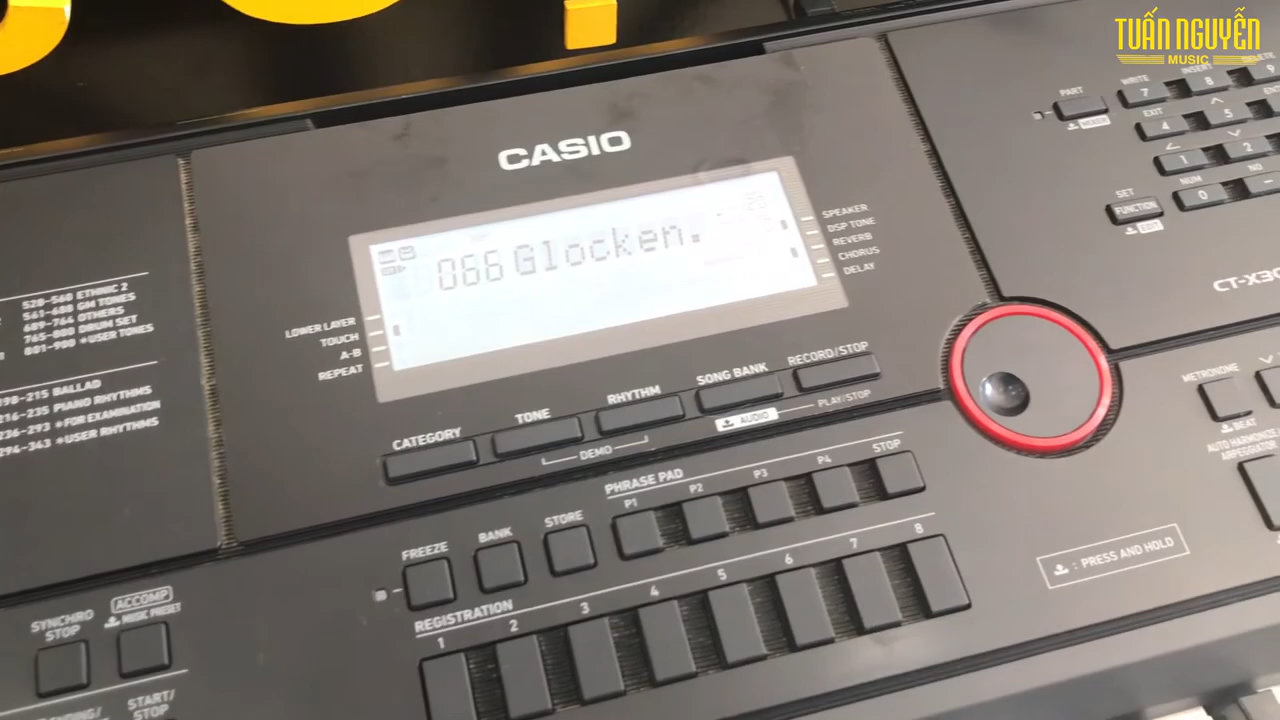 TUẤN NGUYỄN
MUSIC
CASIO
066 Glocken.
SPEAKER
DSP TONE
REVERB
CHORUS
DELAY
LOWER LAYER
TOUCH
A-B
REPEAT
CATEGORY
TONE
RHYTHM
SONG BANK
RECORD/STOP
DEMO
AUDIO
PLAY/STOP
520-560 ETHNIC 2
561-688 GM TONES
689-764 OTHERS
765-800 DRUM SET
801-900 *USER TONES
198-215 BALLAD
216-235 PIANO RHYTHMS
236-293 *FOR EXAMINATION
294-343 *USER RHYTHMS
PART
MIXER
WRITE
7
8
9
EXIT
4
5
1
2
NUM
0
NO
SET
FUNCTION
EDIT
METRONOME
BEAT
AUTO HARMONIZE
ARPEGGIATOR
PHRASE PAD
P1
P2
P3
P4
STOP
FREEZE
BANK
STORE
REGISTRATION
1
2
3
4
5
6
7
8
: PRESS AND HOLD
SYNCHRO
STOP
ACCOMP
MUSIC PRESET
START/
STOP